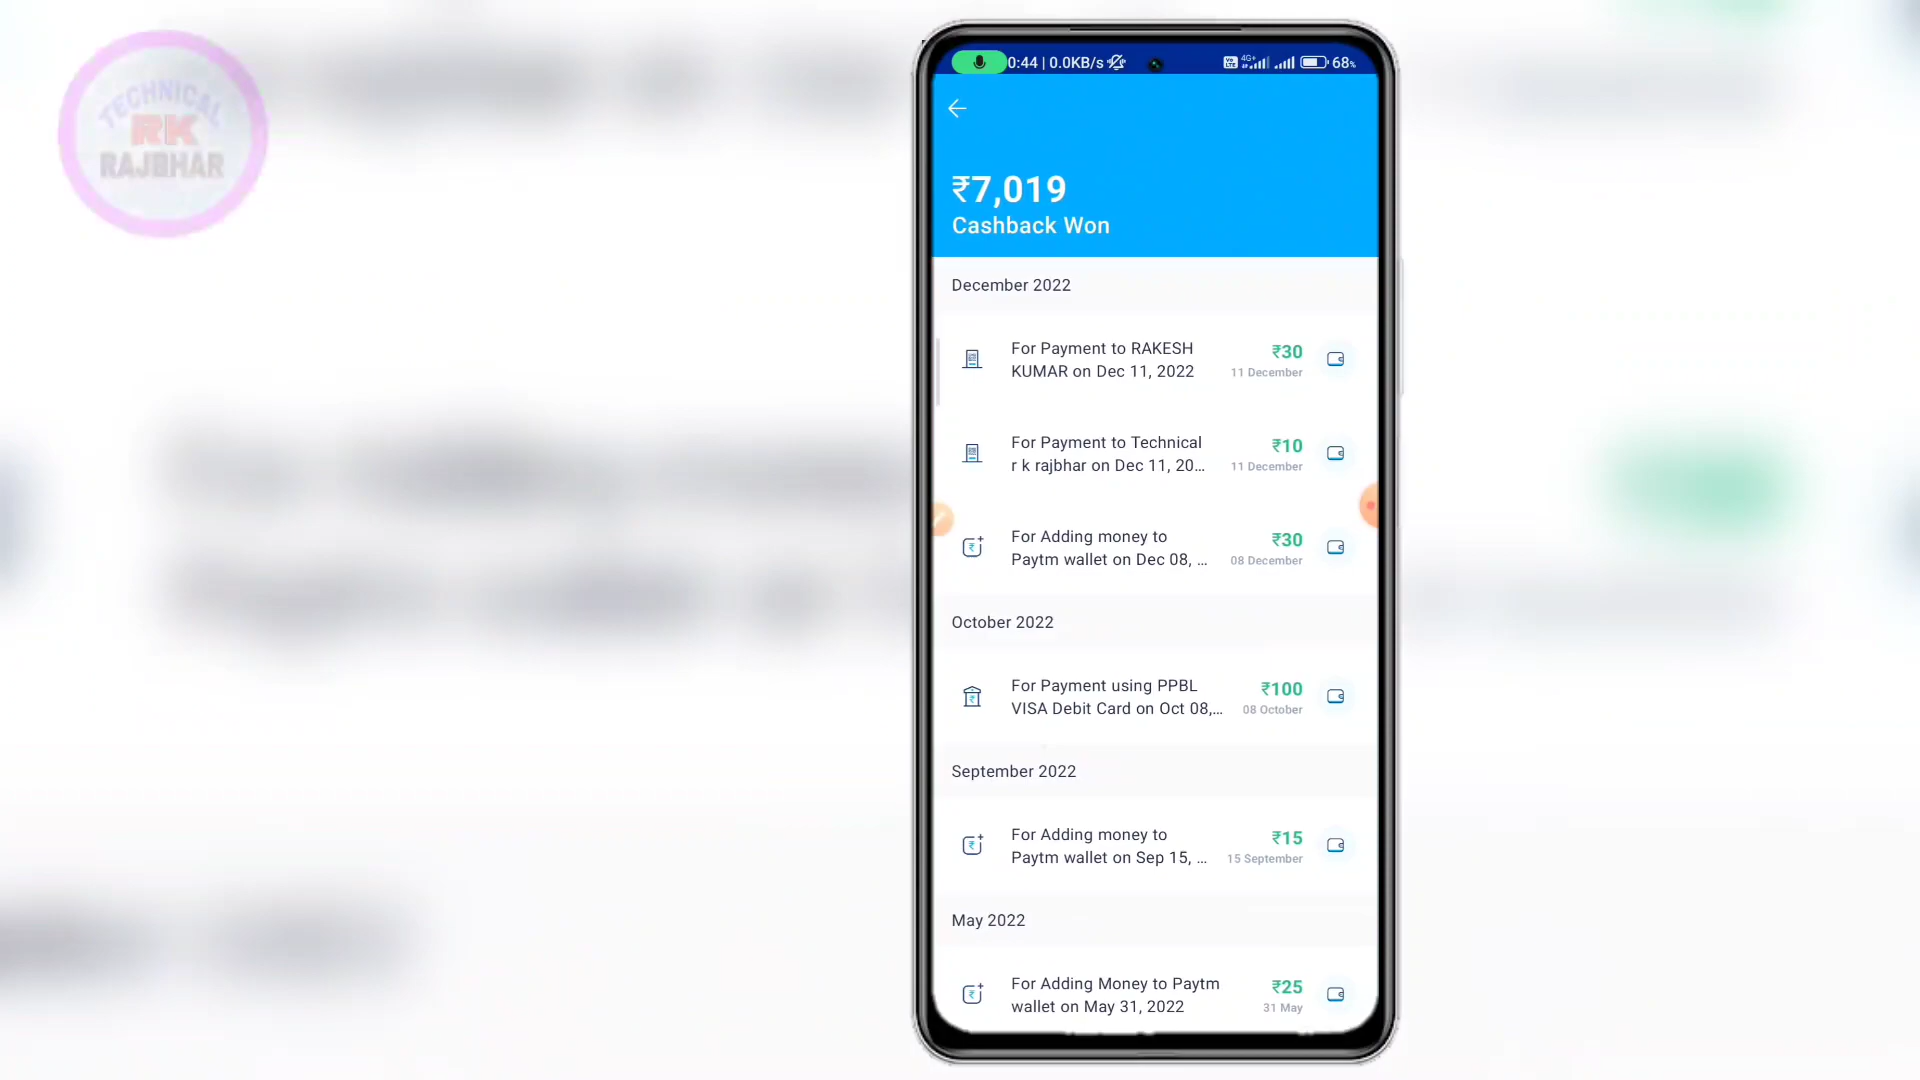 TECHNICAL
RK
RAJBHAR
0:44 | 0.0KB/s
Vo LTE 4G+ 68%
₹7,019
Cashback Won
December 2022
For Payment to RAKESH
KUMAR on Dec 11, 2022
₹30
11 December
For Payment to Technical
r k rajbhar on Dec 11, 20...
₹10
11 December
For Adding money to
Paytm wallet on Dec 08, ...
₹30
08 December
October 2022
For Payment using PPBL
VISA Debit Card on Oct 08,...
₹100
08 October
September 2022
For Adding money to
Paytm wallet on Sep 15, ...
₹15
15 September
May 2022
For Adding Money to Paytm
wallet on May 31, 2022
₹25
31 May